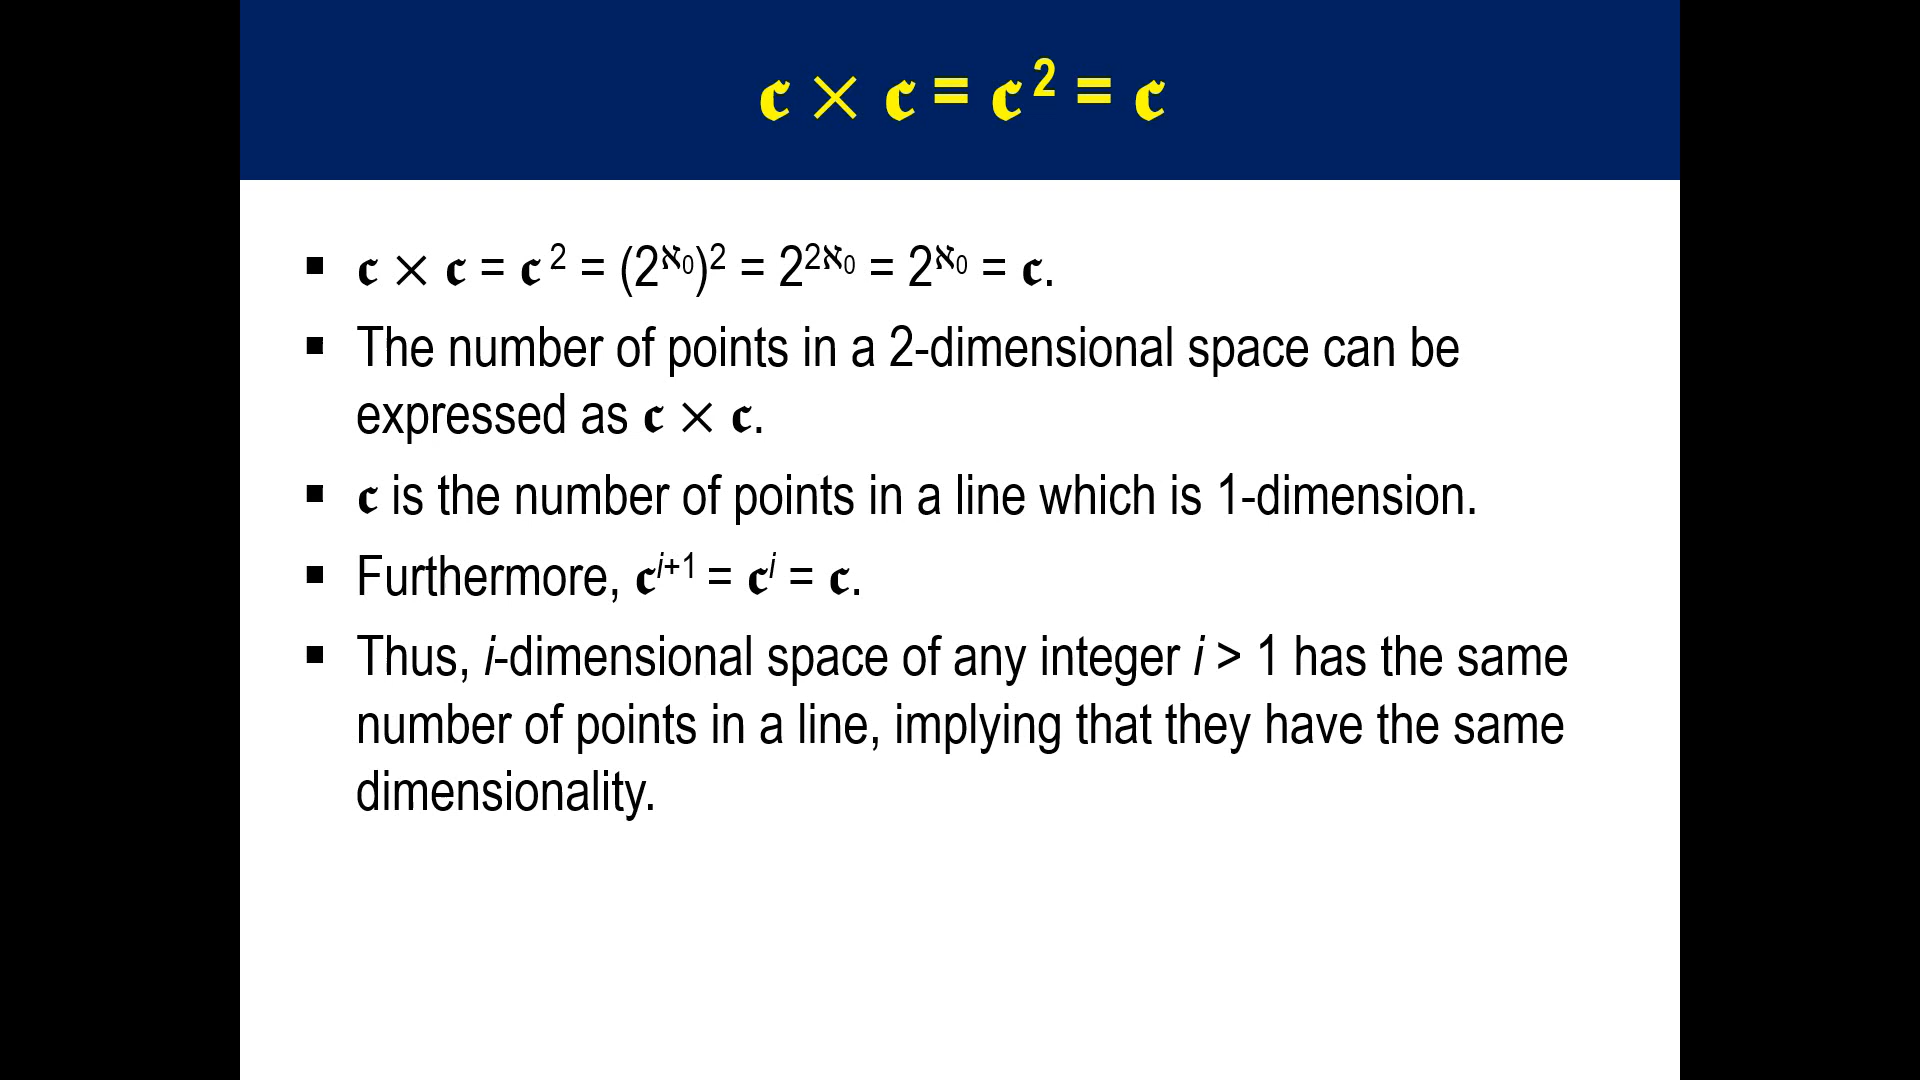 𝖈 × 𝖈 = 𝖈² = 𝖈
▪ 𝖈 × 𝖈 = 𝖈² = (2^ℵ₀)² = 2^2ℵ₀ = 2^ℵ₀ = 𝖈.
▪ The number of points in a 2-dimensional space can be
expressed as 𝖈 × 𝖈.
▪ 𝖈 is the number of points in a line which is 1-dimension.
▪ Furthermore, 𝖈^i+1 = 𝖈^i = 𝖈.
▪ Thus, i-dimensional space of any integer i > 1 has the same
number of points in a line, implying that they have the same
dimensionality.